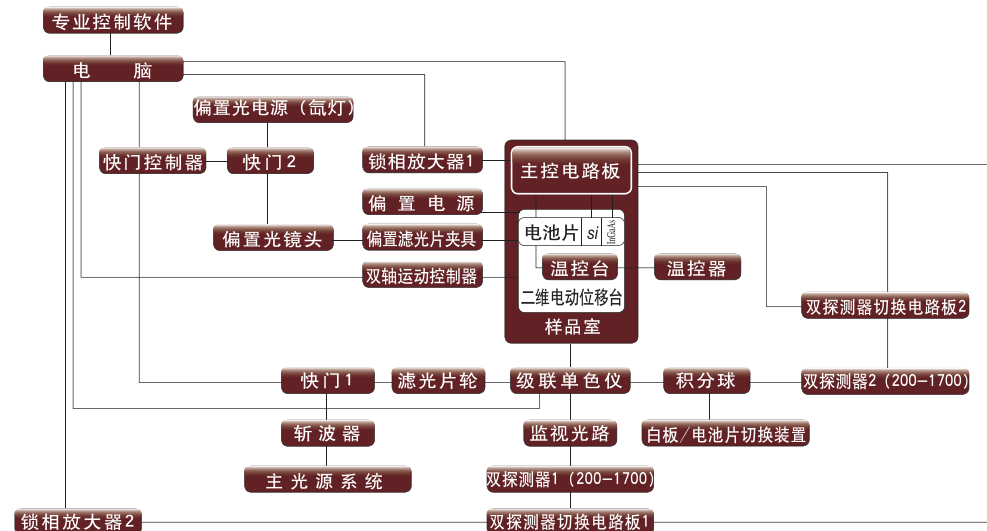 专业控制软件
电 脑
偏置光电源（氙灯）
快门控制器
快门2
锁相放大器1
主控电路板
偏置电源
电池片
si
InGaAs
偏置光镜头
偏置滤光片夹具
双轴运动控制器
温控台
温控器
二维电动位移台
样品室
双探测器切换电路板2
快门1
滤光片轮
级联单色仪
积分球
双探测器2（200-1700）
斩波器
监视光路
白板/电池片切换装置
主光源系统
双探测器1（200-1700）
锁相放大器2
双探测器切换电路板1